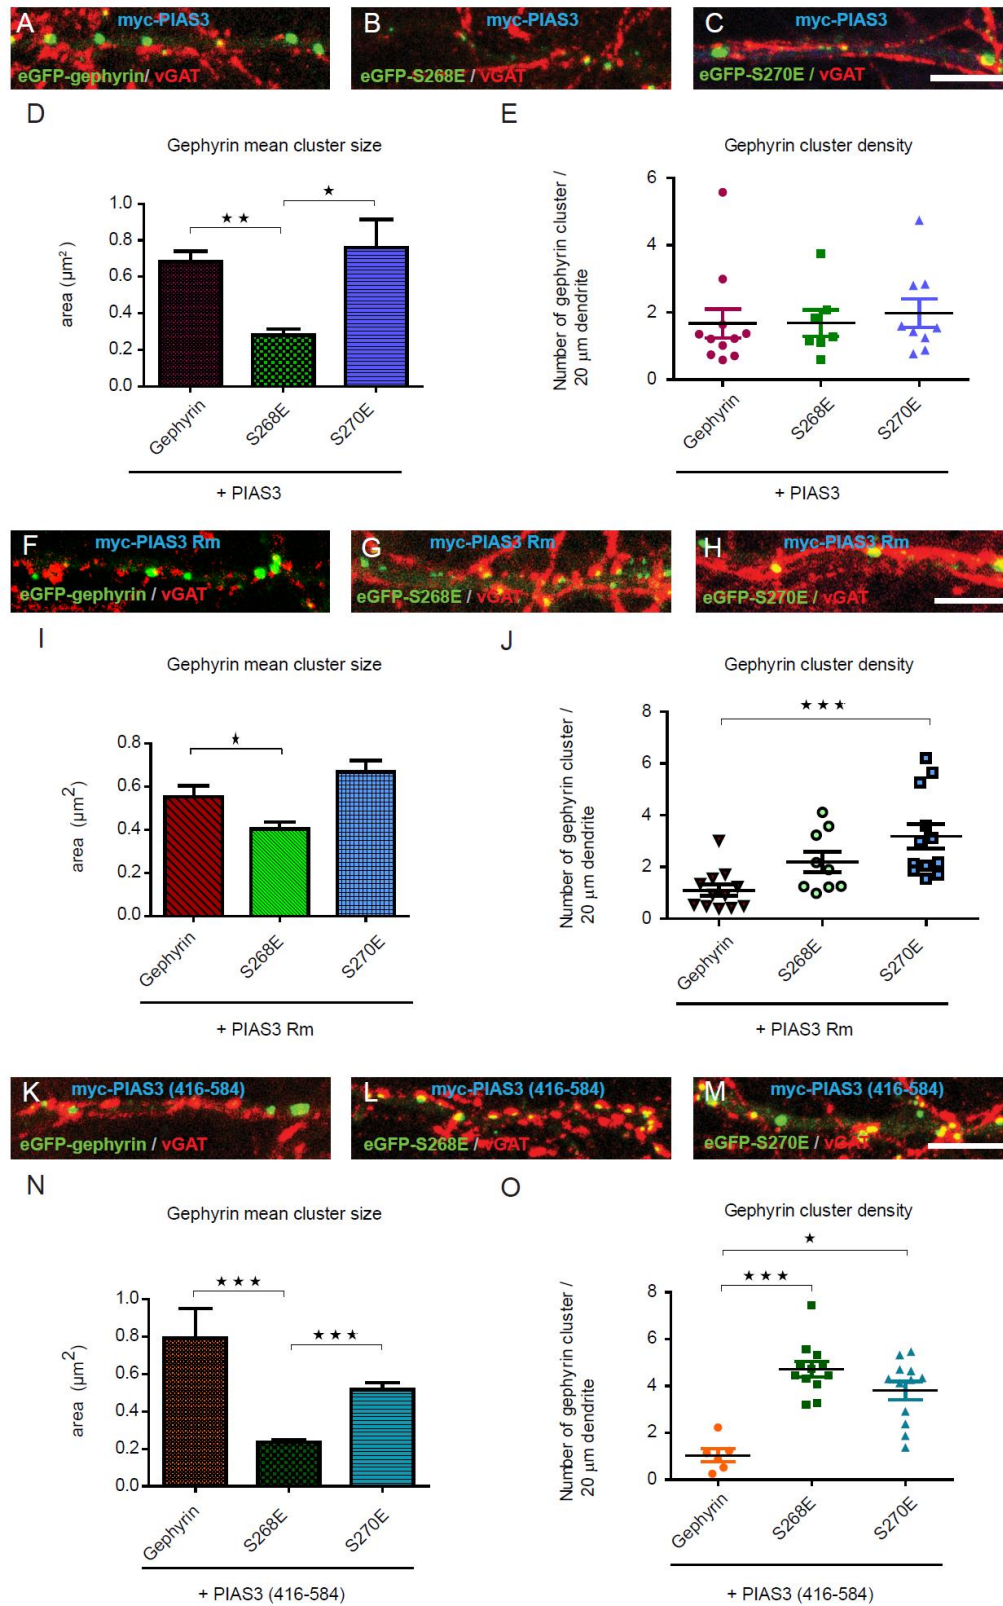 A
myc-PIAS3
eGFP-gephyrin/ vGAT
B
myc-PIAS3
eGFP-S268E / vGAT
C
myc-PIAS3
eGFP-S270E / vGAT
D
Gephyrin mean cluster size
★ ★
★
1.0
0.8
0.6
0.4
0.2
0.0
area (µm²)
Gephyrin
S268E
S270E
+ PIAS3
E
Gephyrin cluster density
6
4
2
0
Number of gephyrin cluster /
20 µm dendrite
Gephyrin
S268E
S270E
+ PIAS3
F
myc-PIAS3 Rm
eGFP-gephyrin / vGAT
G
myc-PIAS3 Rm
eGFP-S268E / vGAT
H
myc-PIAS3 Rm
eGFP-S270E / vGAT
I
Gephyrin mean cluster size
★
0.8
0.6
0.4
0.2
0.0
area (µm²)
Gephyrin
S268E
S270E
+ PIAS3 Rm
J
Gephyrin cluster density
★ ★ ★
8
6
4
2
0
Number of gephyrin cluster /
20 µm dendrite
Gephyrin
S268E
S270E
+ PIAS3 Rm
K
myc-PIAS3 (416-584)
eGFP-gephyrin / vGAT
L
myc-PIAS3 (416-584)
eGFP-S268E / vGAT
M
myc-PIAS3 (416-584)
eGFP-S270E / vGAT
N
Gephyrin mean cluster size
★ ★ ★
★ ★ ★
1.0
0.8
0.6
0.4
0.2
0.0
area (µm²)
Gephyrin
S268E
S270E
+ PIAS3 (416-584)
O
Gephyrin cluster density
★
★ ★ ★
8
6
4
2
0
Number of gephyrin cluster /
20 µm dendrite
Gephyrin
S268E
S270E
+ PIAS3 (416-584)